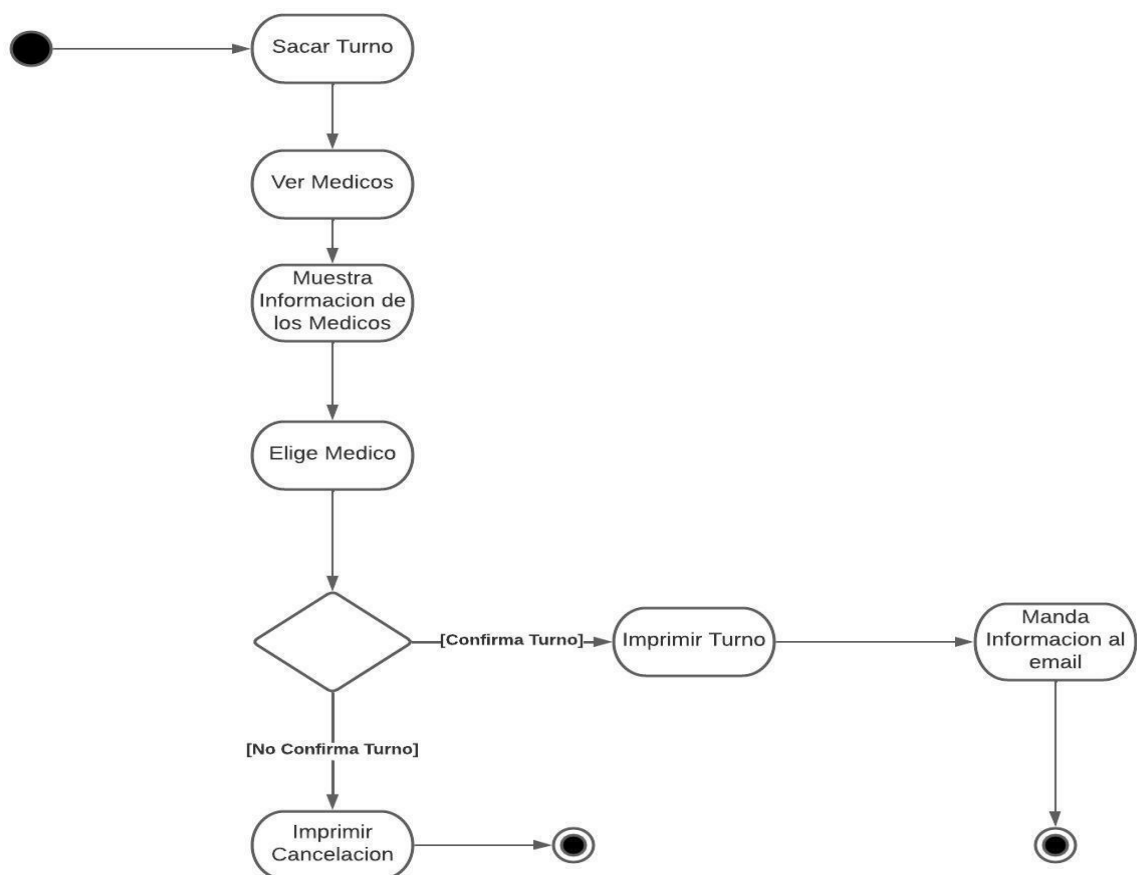 Sacar Turno
Ver Medicos
Muestra
Informacion de
los Medicos
Elige Medico
[Confirma Turno]
Imprimir Turno
Manda
Informacion al
email
[No Confirma Turno]
Imprimir
Cancelacion